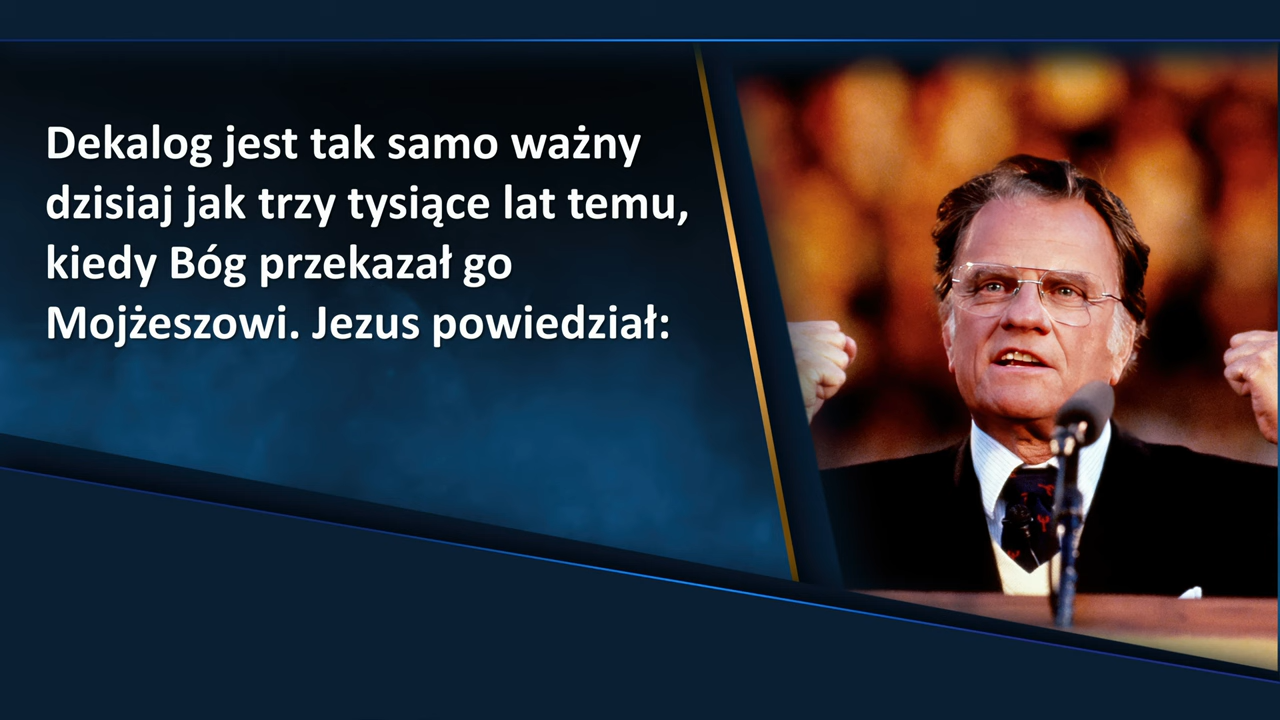 Dekalog jest tak samo ważny
dzisiaj jak trzy tysiące lat temu,
kiedy Bóg przekazał go
Mojżeszowi. Jezus powiedział: